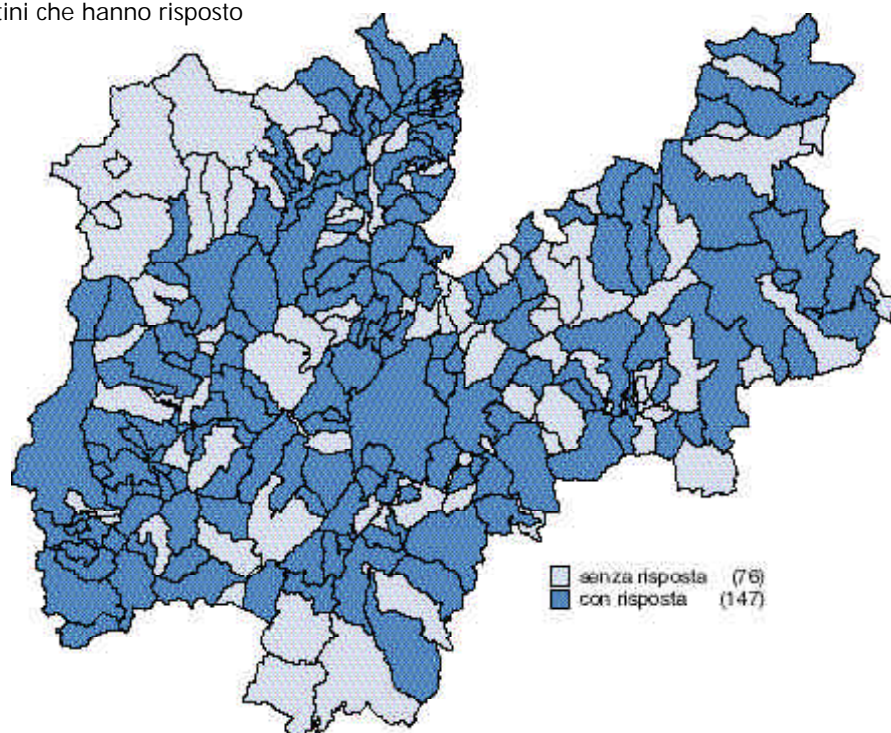 tini che hanno risposto
senza risposta (76)
con risposta (147)